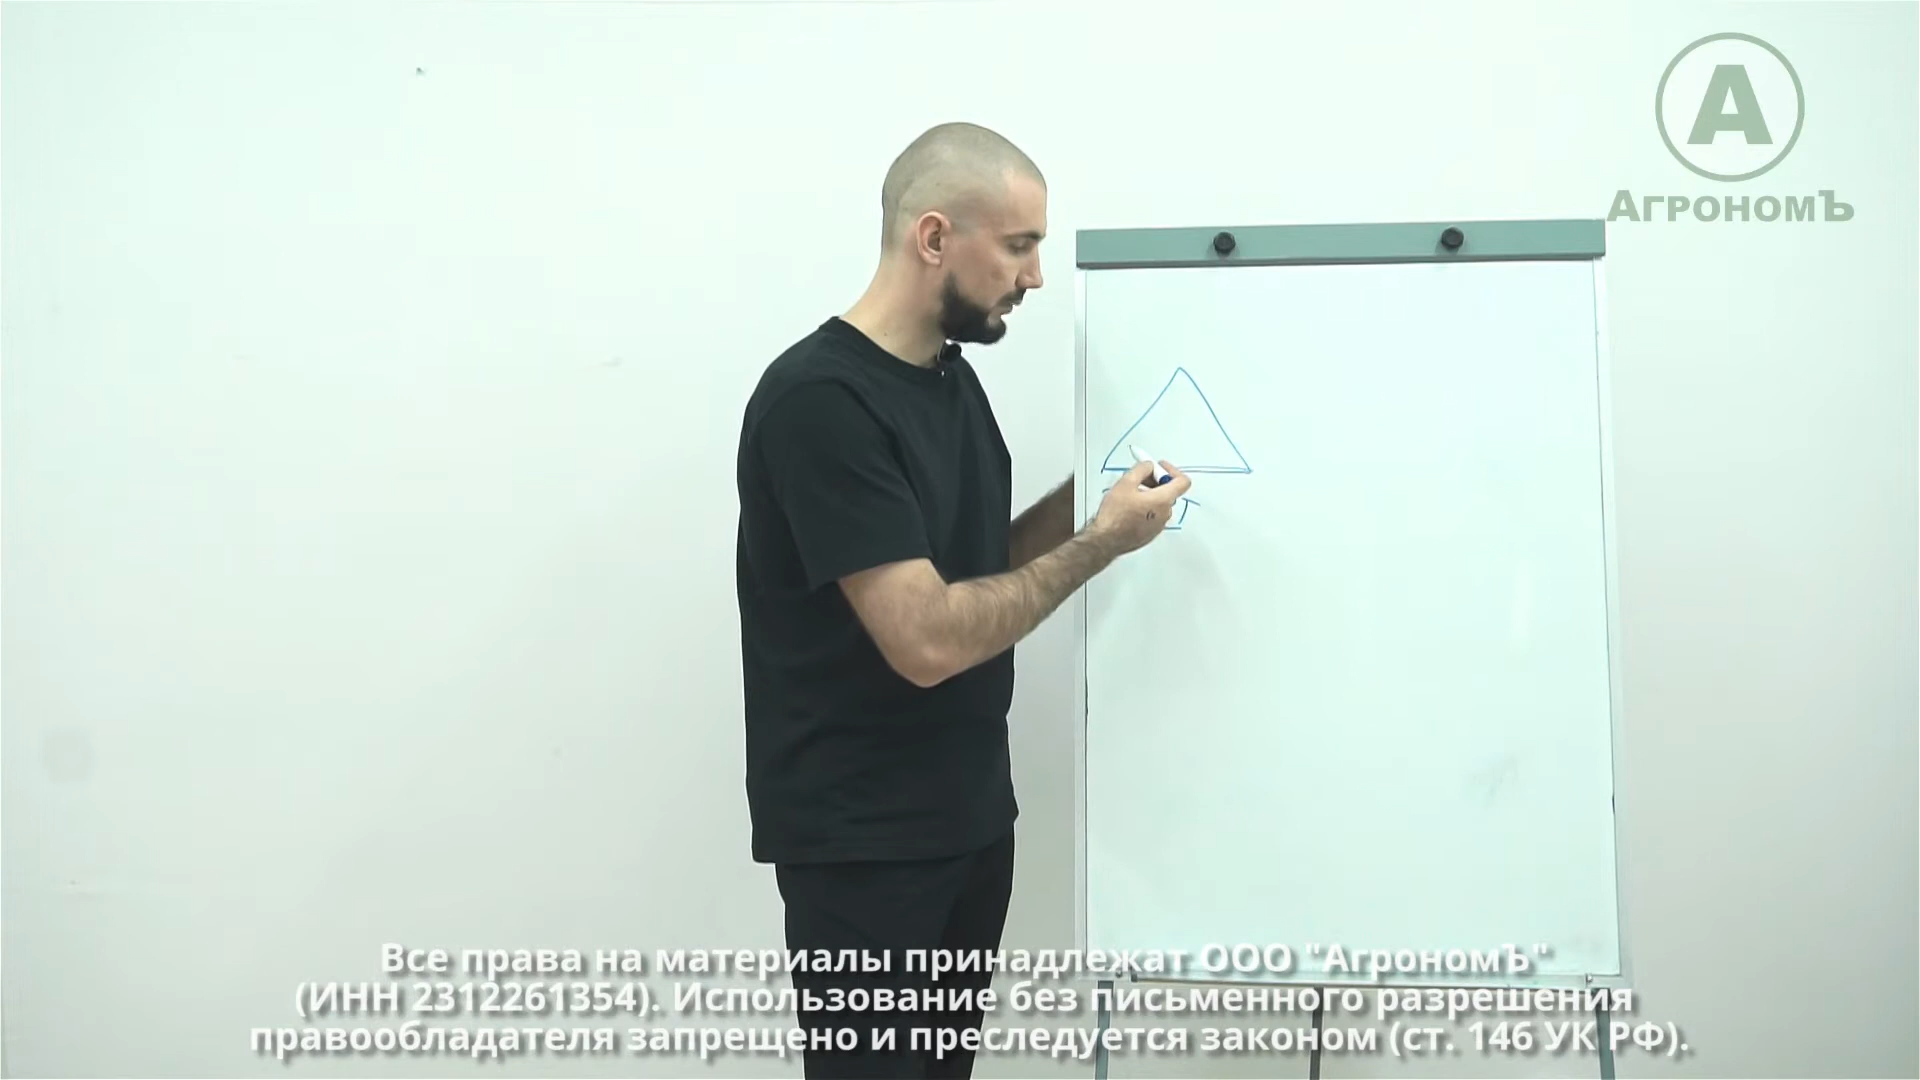 А
АгрономЪ
Все права на материалы принадлежат ООО "АгрономЪ"
(ИНН 2312261354). Использование без письменного разрешения
правообладателя запрещено и преследуется законом (ст. 146 УК РФ).